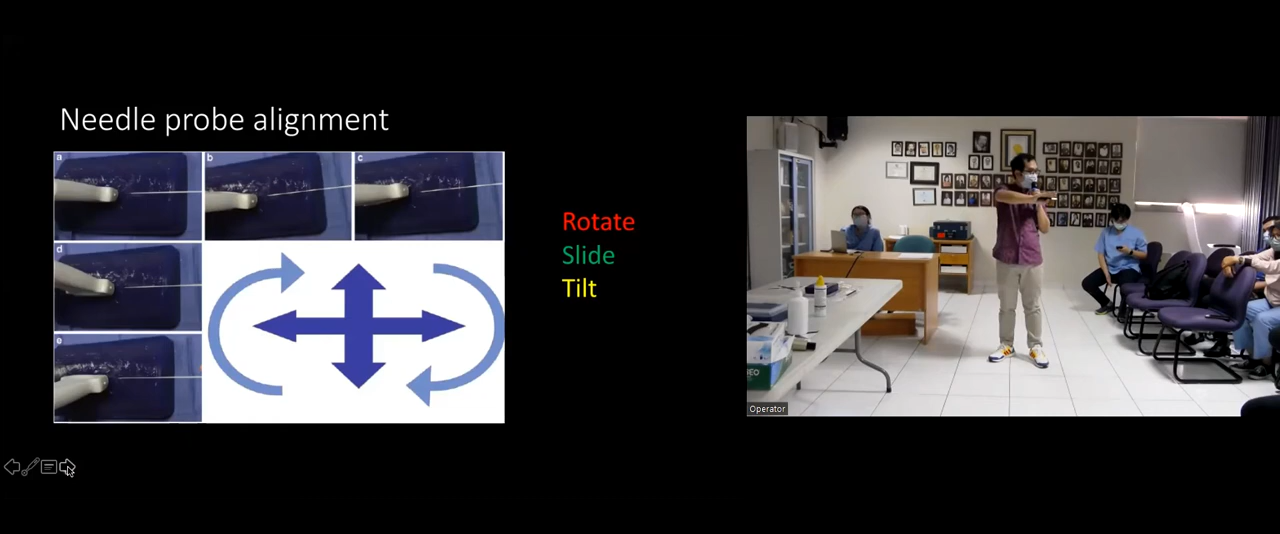 Needle probe alignment
a
b
c
d
e
Rotate
Slide
Tilt
Operator